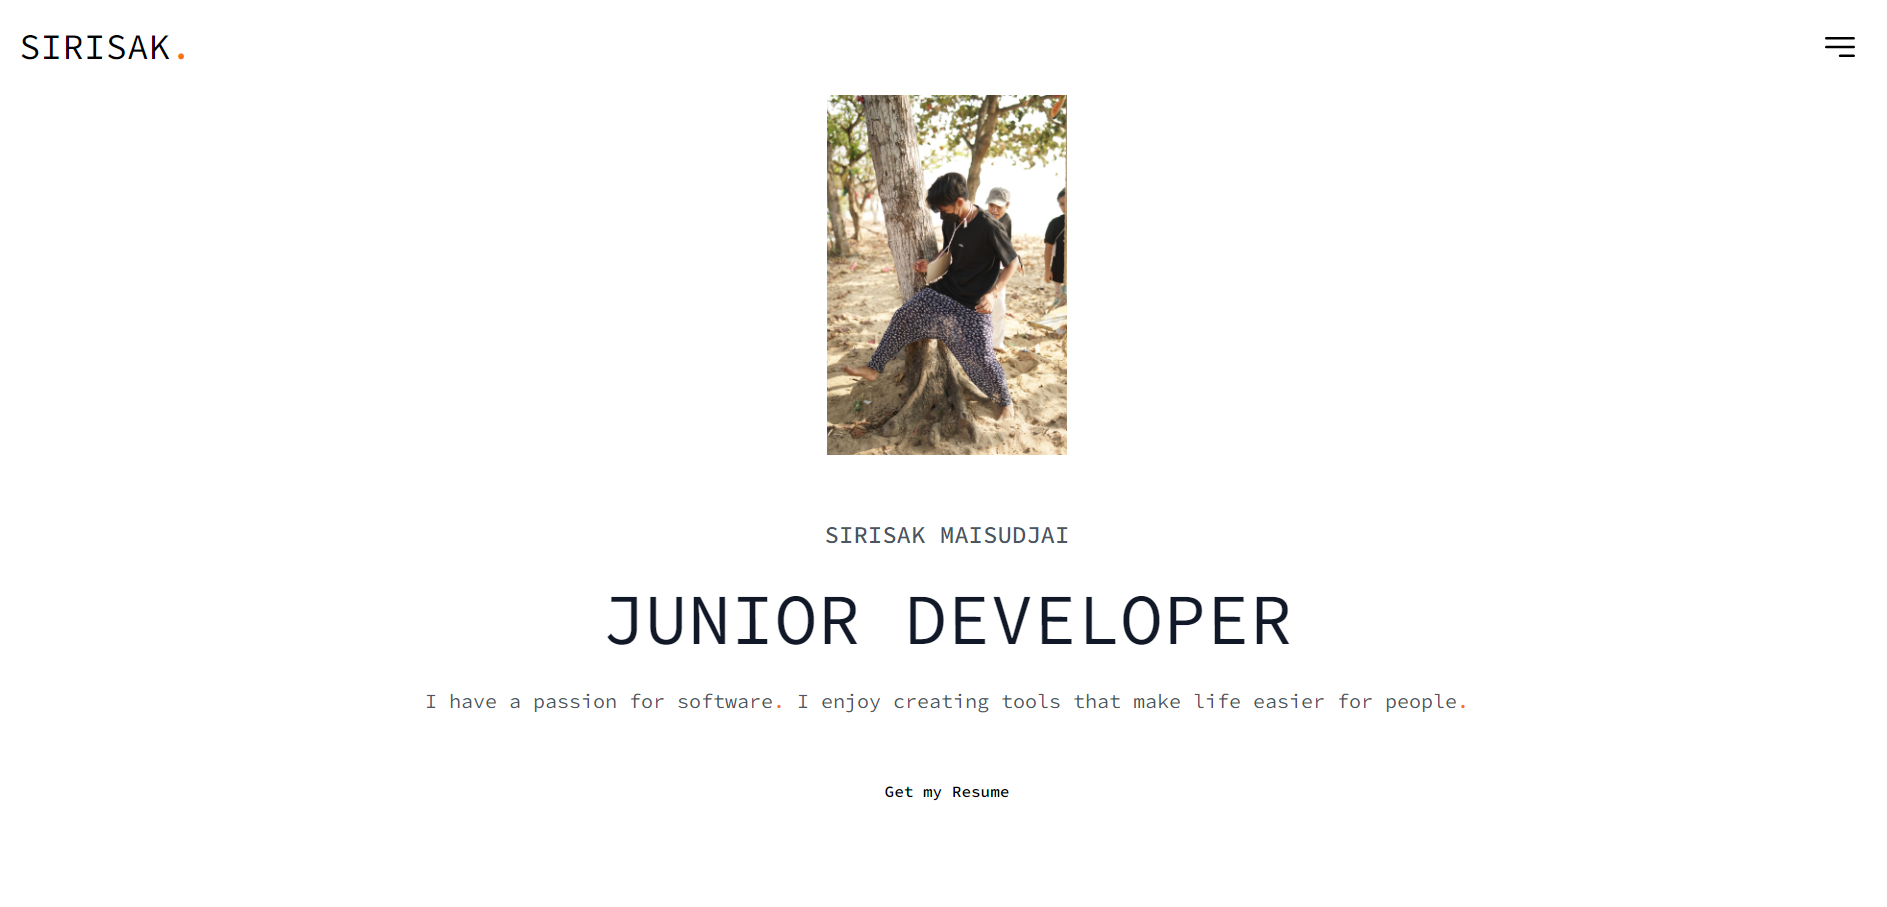 SIRISAK.
SIRISAK MAISUDJAI
JUNIOR DEVELOPER
I have a passion for software. I enjoy creating tools that make life easier for people.
Get my Resume